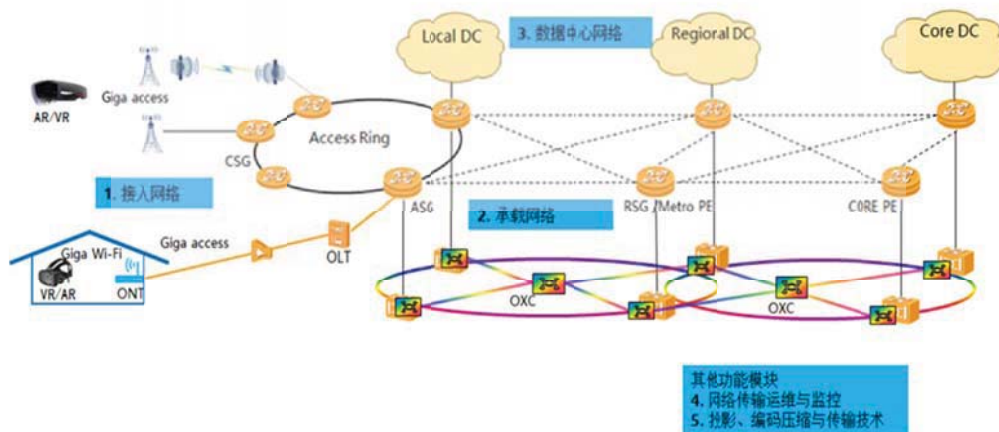 Local DC
3. 数据中心网络
Regional DC
Core DC
Giga access
AR/VR
Access Ring
CSG
1. 接入网络
ASG
2. 承载网络
RSG /Metro PE
CORE PE
Giga access
OLT
Giga Wi-Fi
VR/AR
ONT
OXC
OXC
其他功能模块
4. 网络传输运维与监控
5. 投影、编码压缩与传输技术